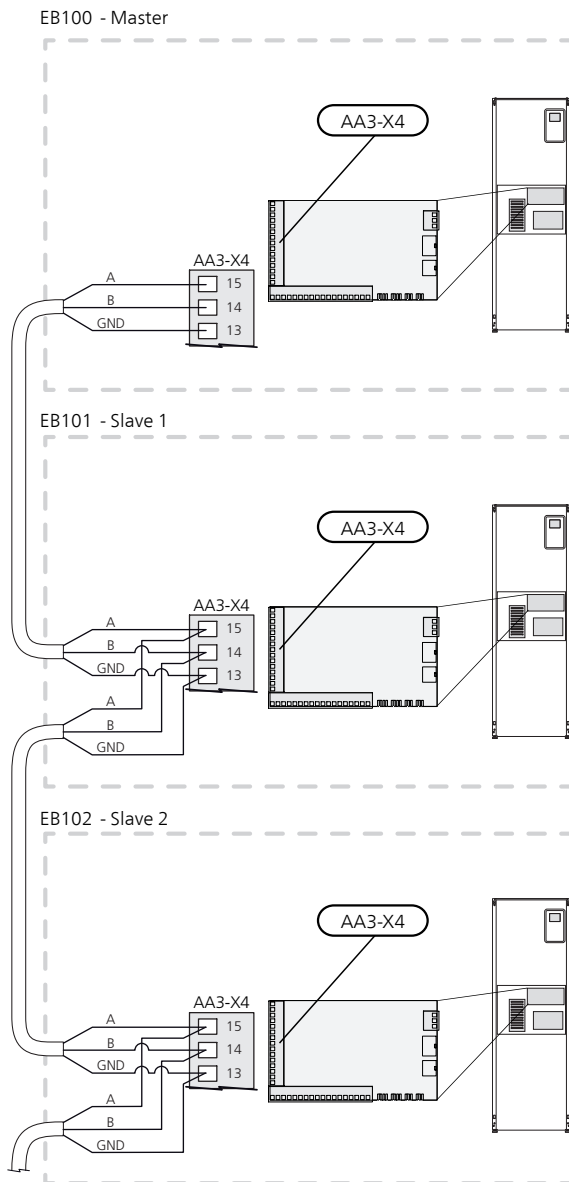 EB100 - Master
AA3-X4
AA3-X4
A 15
B 14
GND 13
EB101 - Slave 1
AA3-X4
AA3-X4
A 15
B 14
GND 13
A
B
GND
EB102 - Slave 2
AA3-X4
AA3-X4
A 15
B 14
GND 13
A
B
GND